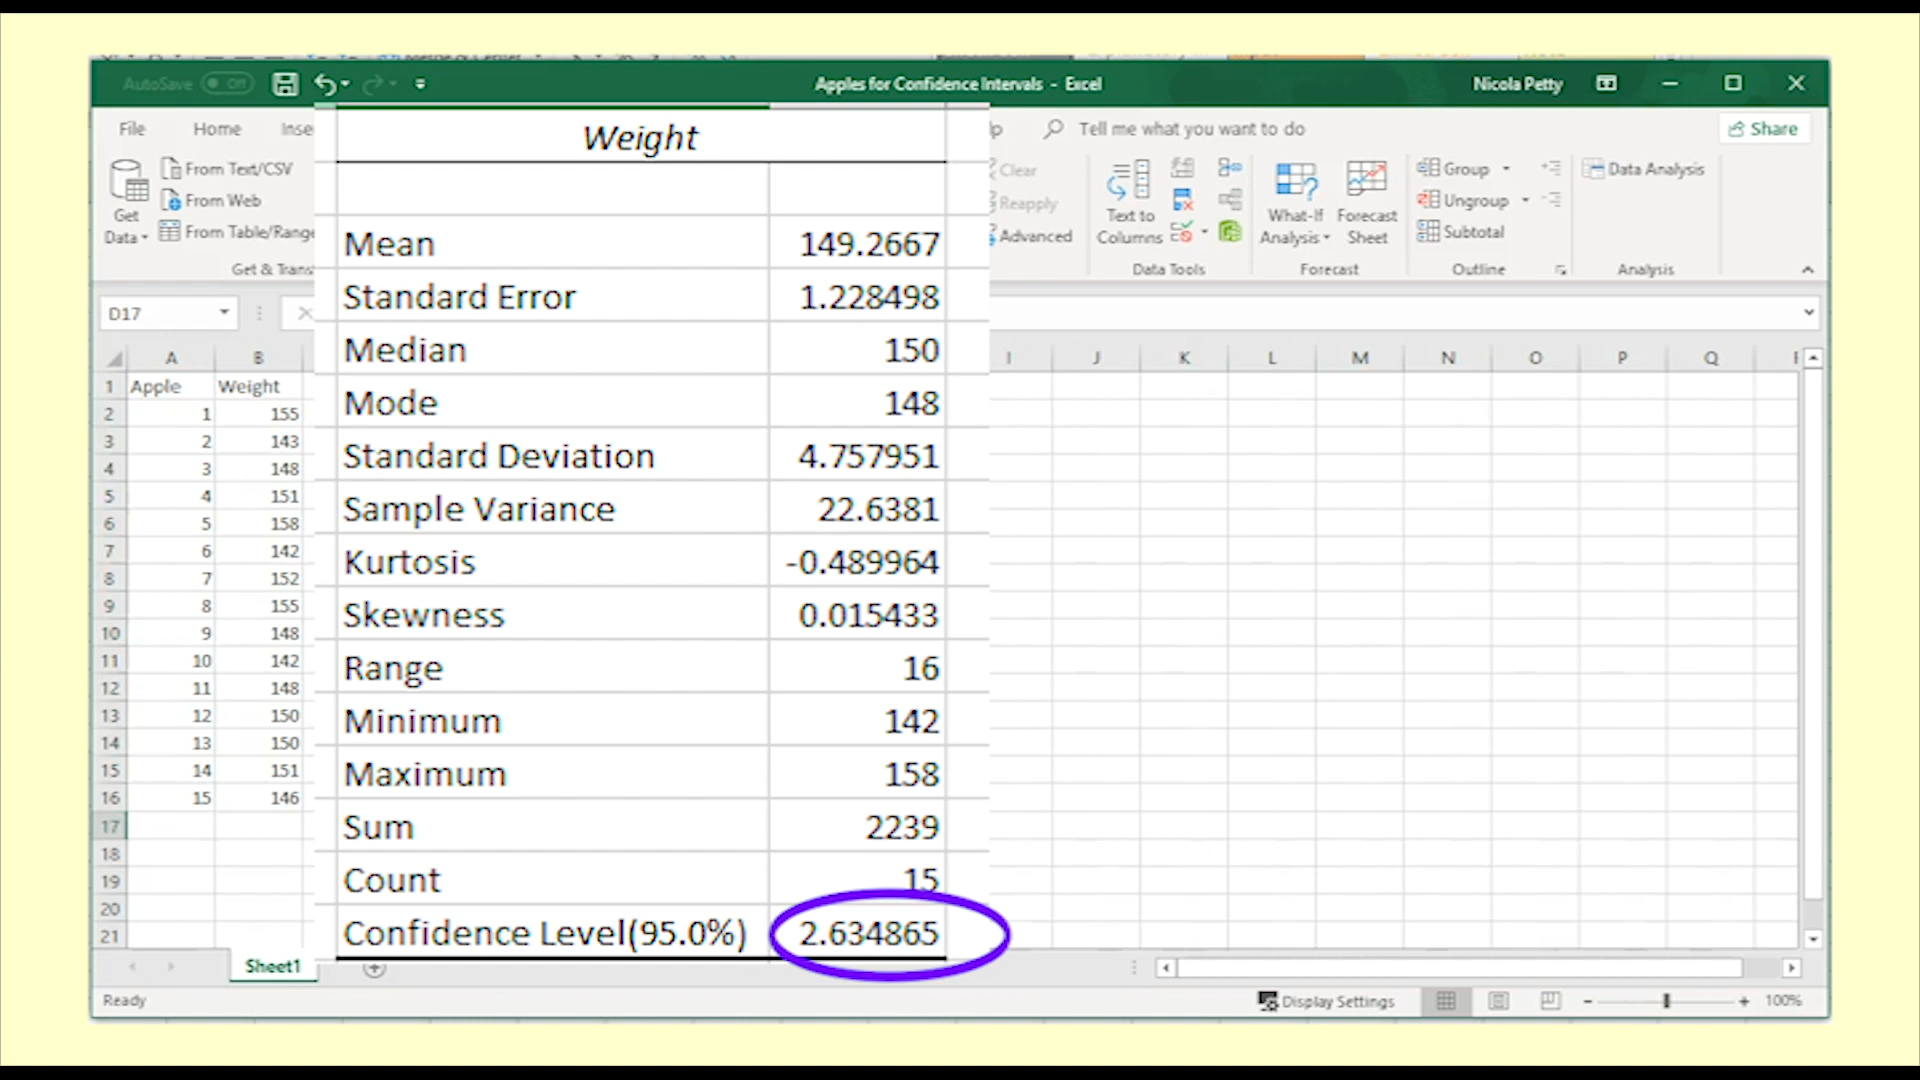 AutoSave Off Apples for Confidence Intervals - Excel Nicola Petty
File Home Inse Tell me what you want to do Share
Get Data
From Text/CSV
From Web
From Table/Range
Clear
Reapply
Advanced
Text to Columns
What-If Analysis
Forecast Sheet
Group
Ungroup
Subtotal
Data Analysis
Get & Trans Data Tools Forecast Outline Analysis
D17
A B I J K L M N O P Q
1 Apple Weight
2 1 155
3 2 143
4 3 148
5 4 151
6 5 158
7 6 142
8 7 152
9 8 155
10 9 148
11 10 142
12 11 148
13 12 150
14 13 150
15 14 151
16 15 146
17
18
19
20
21
Weight
Mean 149.2667
Standard Error 1.228498
Median 150
Mode 148
Standard Deviation 4.757951
Sample Variance 22.6381
Kurtosis -0.489964
Skewness 0.015433
Range 16
Minimum 142
Maximum 158
Sum 2239
Count 15
Confidence Level(95.0%) 2.634865
Sheet1
Ready Display Settings 100%